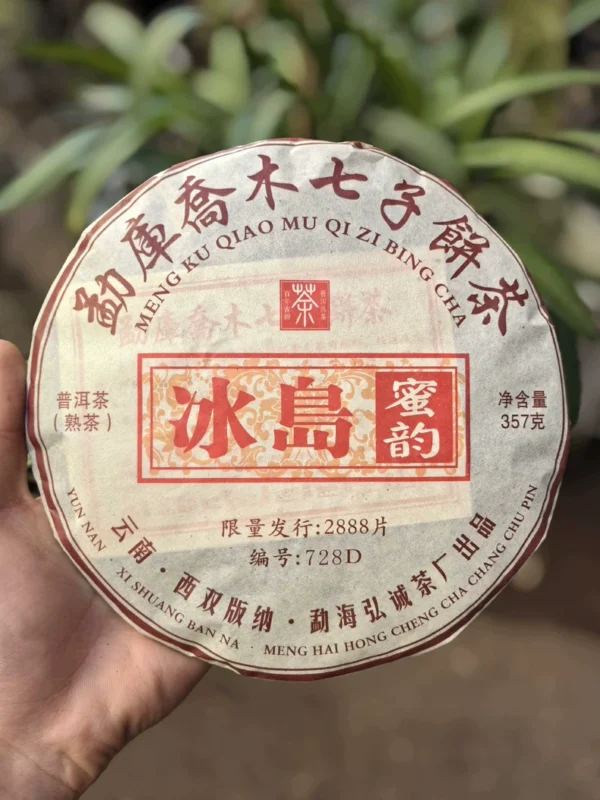 勐庫喬木七子餅茶
MENG KU QIAO MU QI ZI BING CHA
茶
冰島
蜜韵
普洱茶
(熟茶)
净含量
357克
限量发行:2888片
编号:728D
云南·西双版纳·勐海弘诚茶厂出品
YUN NAN XI SHUANG BAN NA · MENG HAI HONG CHENG CHA CHANG CHU PIN